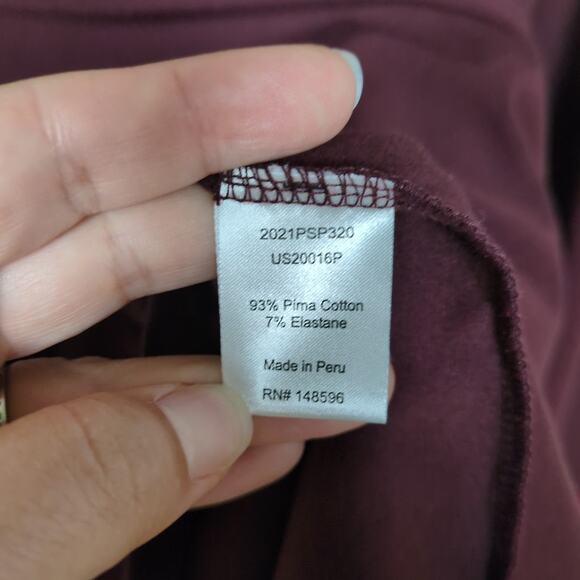 2021PSP320
US20016P
93% Pima Cotton
7% Elastane
Made in Peru
RN# 148596